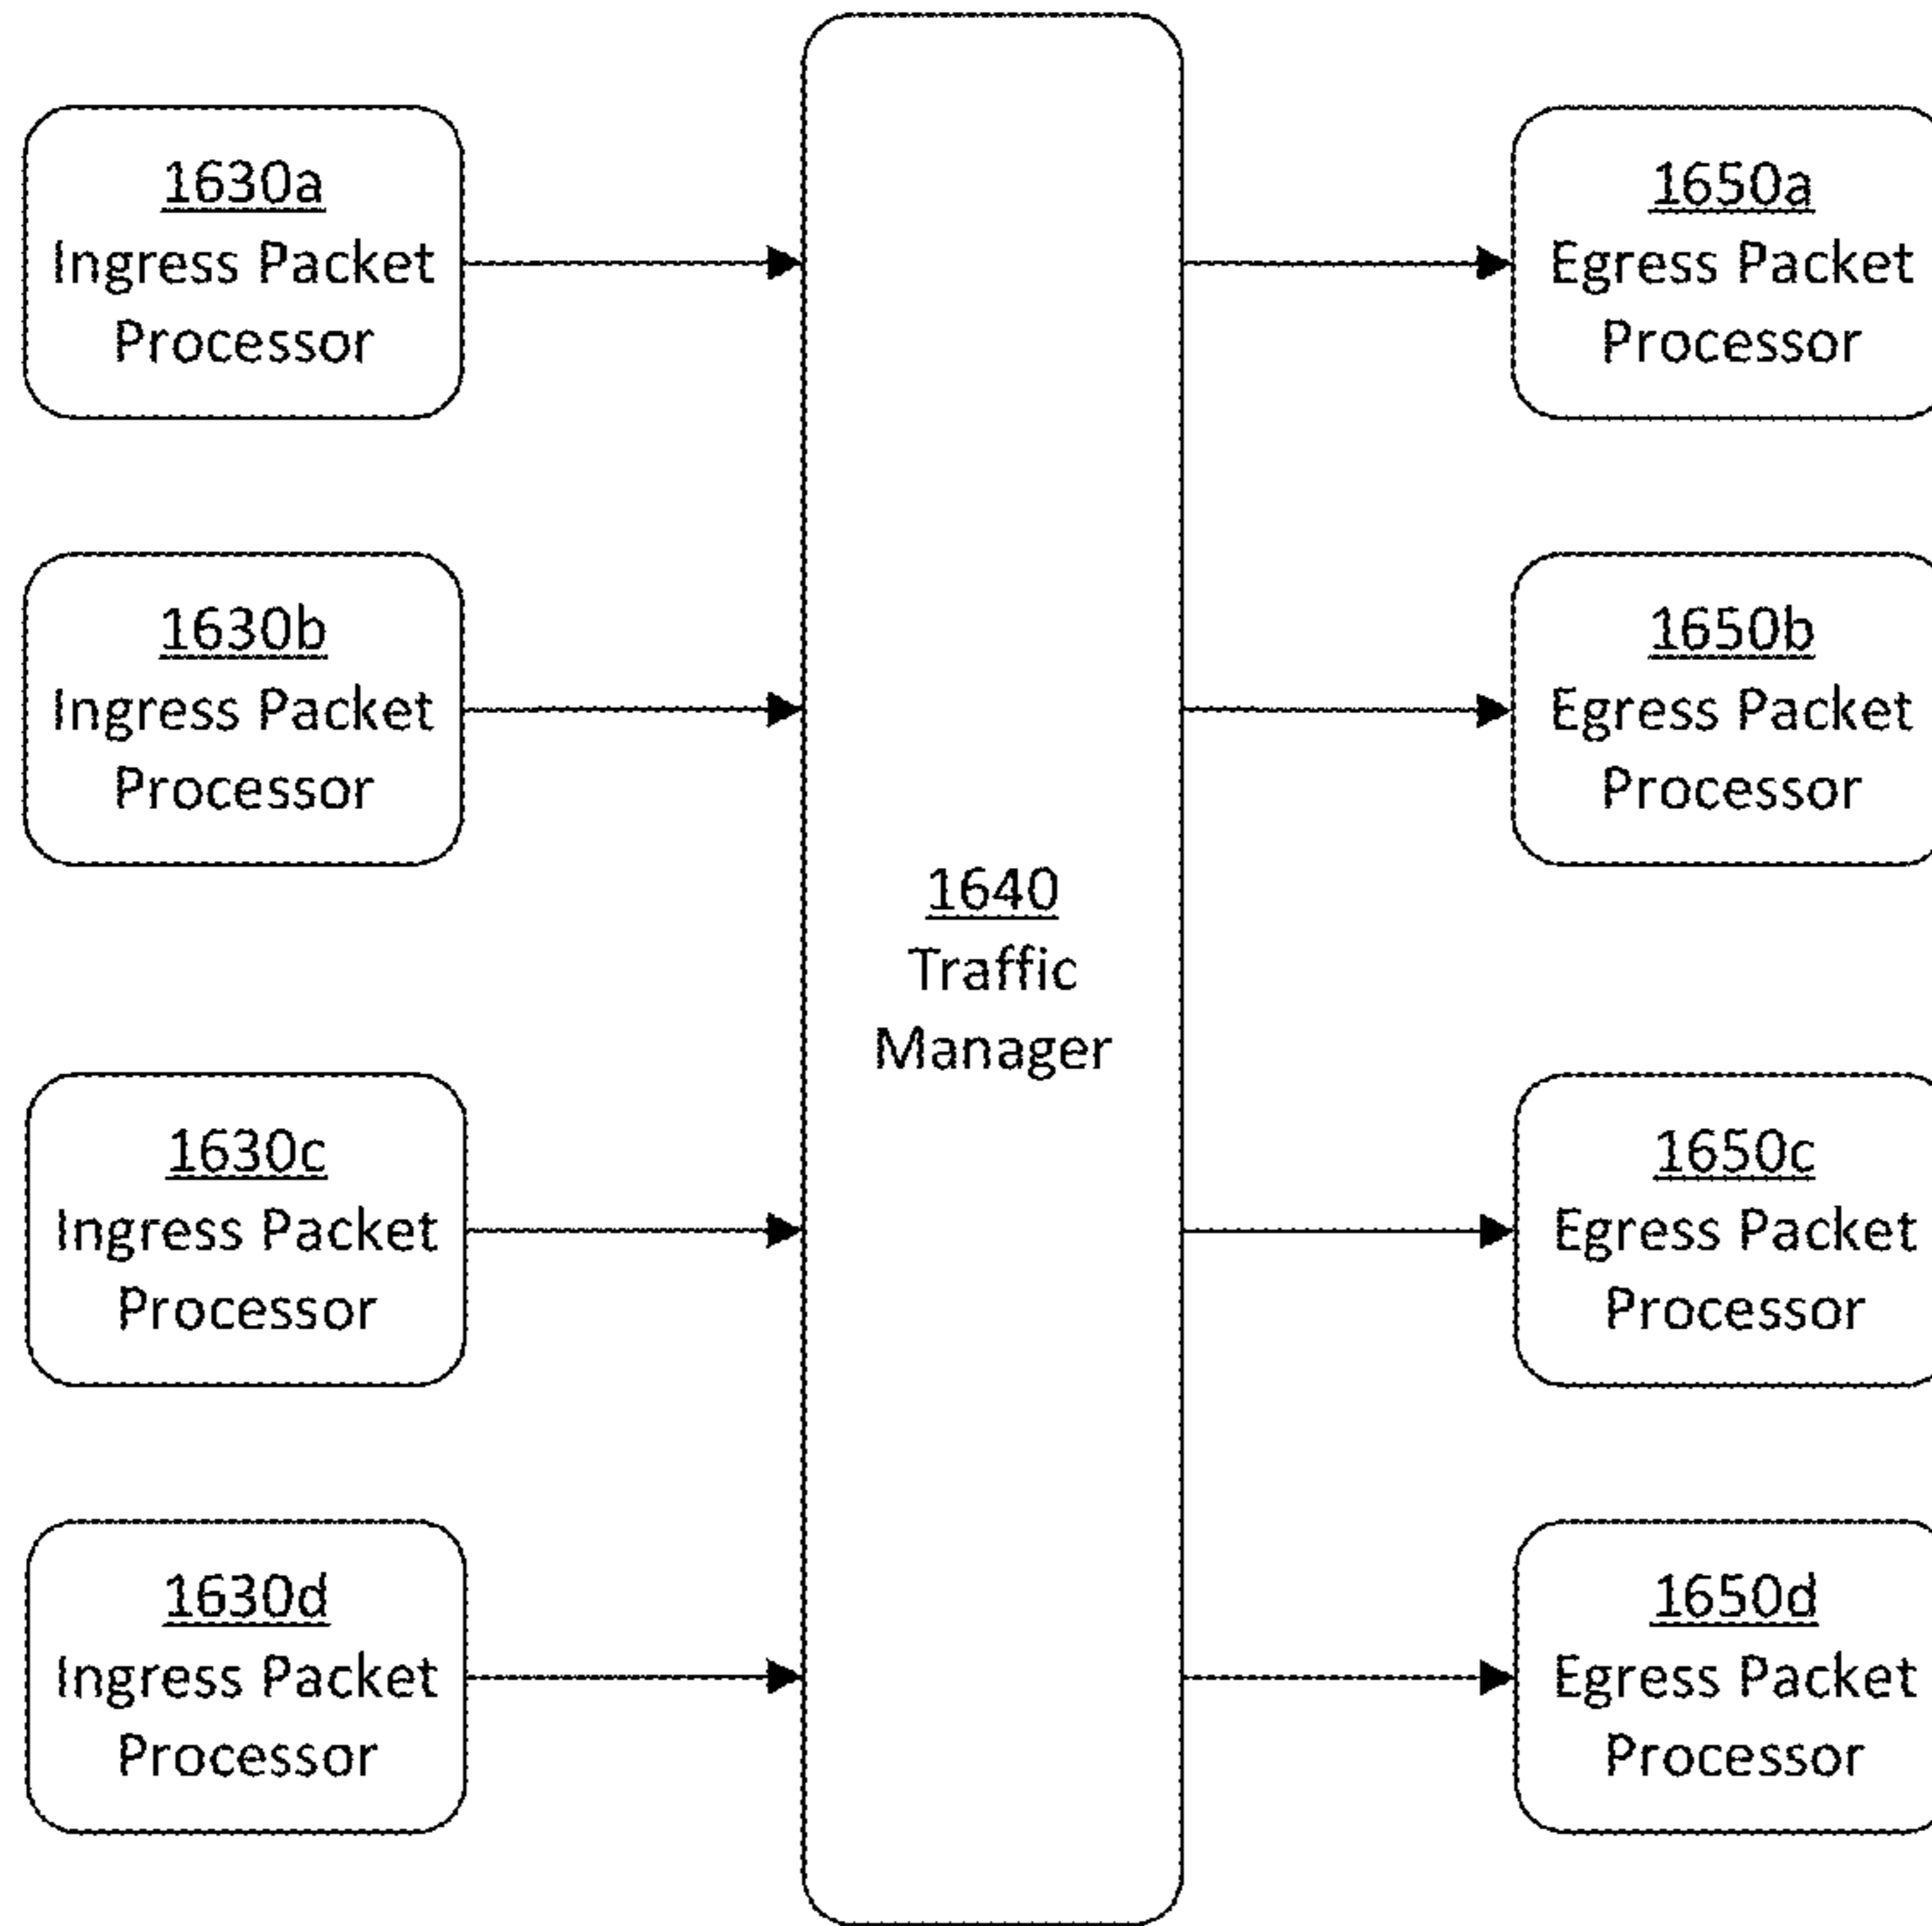 1630a
Ingress Packet
Processor
1630b
Ingress Packet
Processor
1630c
Ingress Packet
Processor
1630d
Ingress Packet
Processor
1640
Traffic
Manager
1650a
Egress Packet
Processor
1650b
Egress Packet
Processor
1650c
Egress Packet
Processor
1650d
Egress Packet
Processor